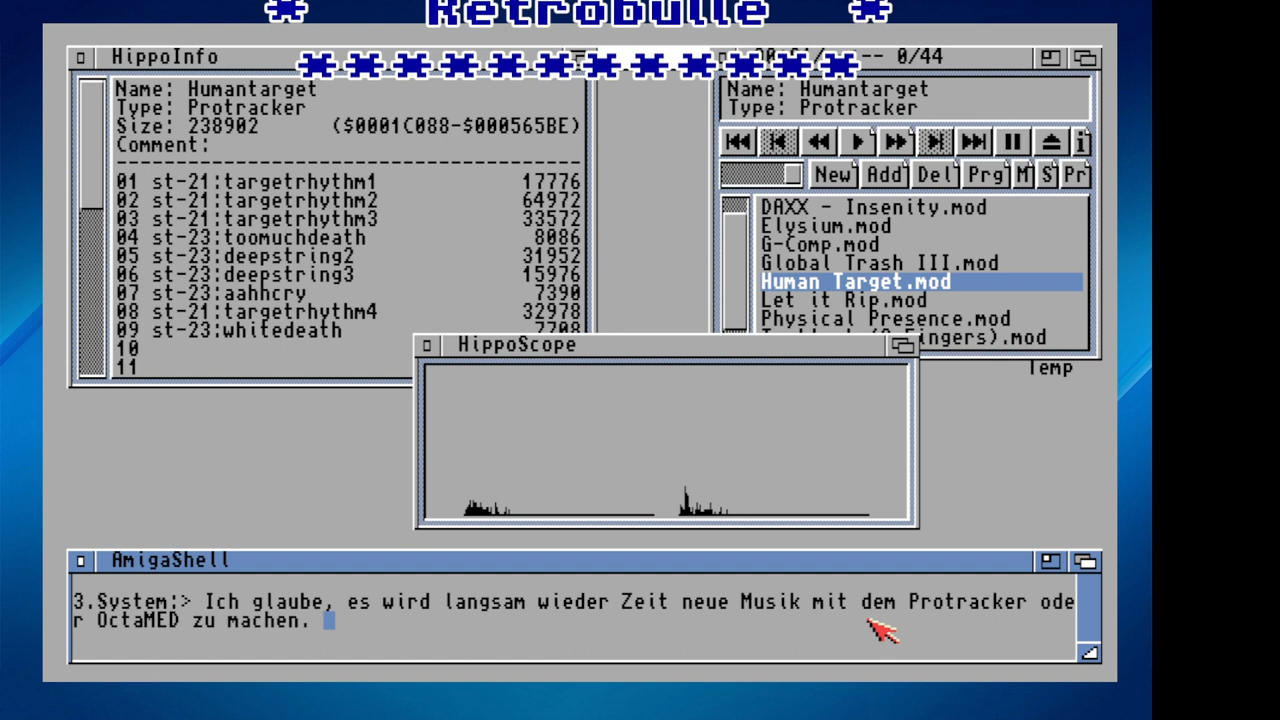 * Retrobulle *
************
HippoInfo
Name: Humantarget
Type: Protracker
Size: 238902 ($0001C088-$000565BE)
Comment:
---------------------------------------
01 st-21:targetrhythm1 17776
02 st-21:targetrhythm2 64972
03 st-21:targetrhythm3 33572
04 st-23:toomuchdeath 8086
05 st-23:deepstring2 31952
06 st-23:deepstring3 15976
07 st-23:aahhcry 7390
08 st-21:targetrhythm4 32978
09 st-23:whitedeath 7708
10
11
-- 0/44
Name: Humantarget
Type: Protracker
i
New Add Del Prg M S Pr
DAXX - Insenity.mod
Elysium.mod
G-Comp.mod
Global Trash III.mod
Human Target.mod
Let it Rip.mod
Physical Presence.mod
ingers).mod
Temp
HippoScope
AmigaShell
3.System:> Ich glaube, es wird langsam wieder Zeit neue Musik mit dem Protracker ode
r OctaMED zu machen.